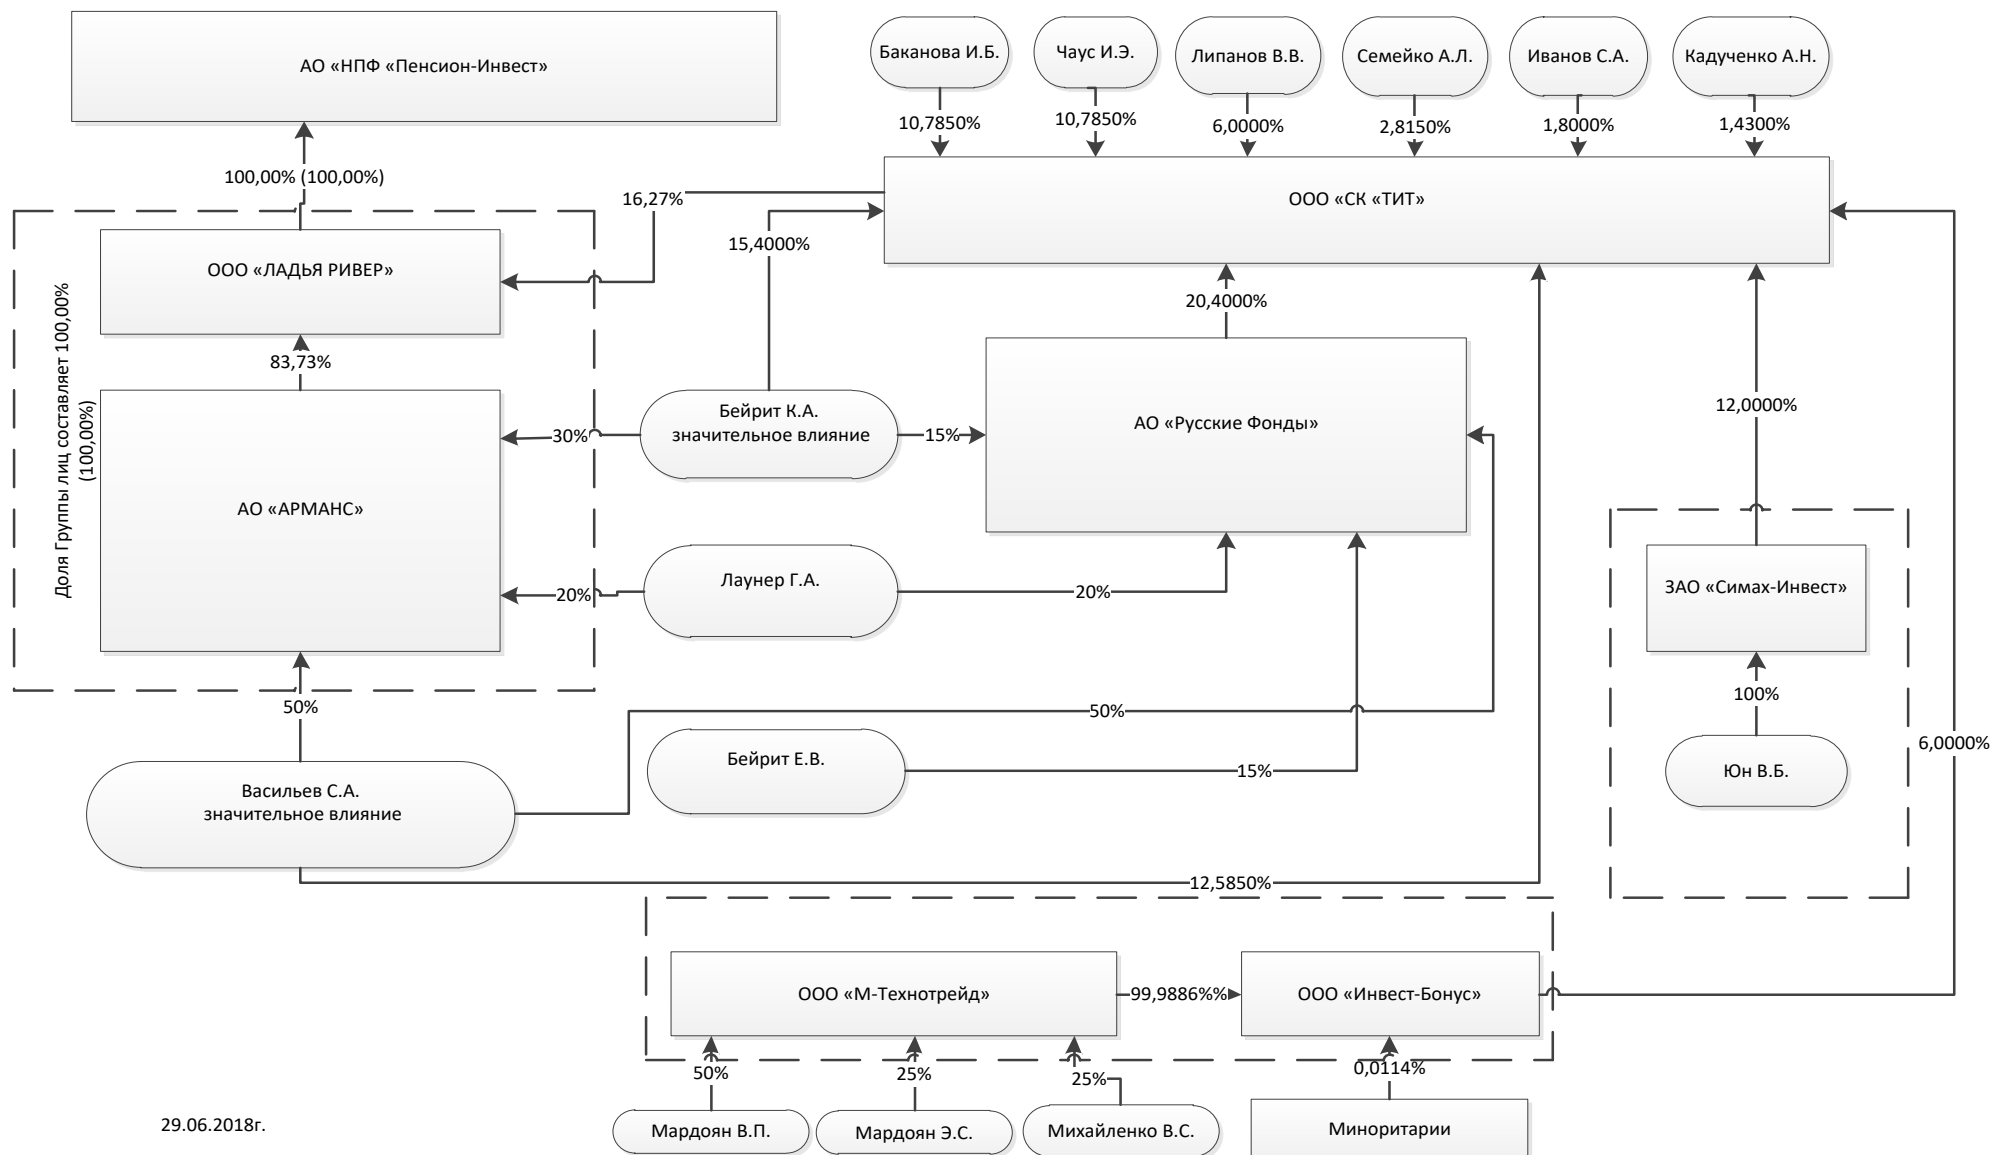 АО «НПФ «Пенсион-Инвест»
Баканова И.Б.
Чаус И.Э.
Липанов В.В.
Семейко А.Л.
Иванов С.А.
Кадученко А.Н.
10,7850%
10,7850%
6,0000%
2,8150%
1,8000%
1,4300%
100,00% (100,00%)
16,27%
ООО «СК «ТИТ»
15,4000%
ООО «ЛАДЬЯ РИВЕР»
Доля Группы лиц составляет 100,00%
(100,00%)
83,73%
20,4000%
12,0000%
АО «АРМАНС»
30%
Бейрит К.А.
значительное влияние
15%
АО «Русские Фонды»
20%
Лаунер Г.А.
20%
ЗАО «Симах-Инвест»
100%
Юн В.Б.
50%
50%
6,0000%
Бейрит Е.В.
15%
Васильев С.А.
значительное влияние
12,5850%
ООО «М-Технотрейд»
99,9886%%
ООО «Инвест-Бонус»
50%
25%
25%
0,0114%
29.06.2018г.
Мардоян В.П.
Мардоян Э.С.
Михайленко В.С.
Миноритарии